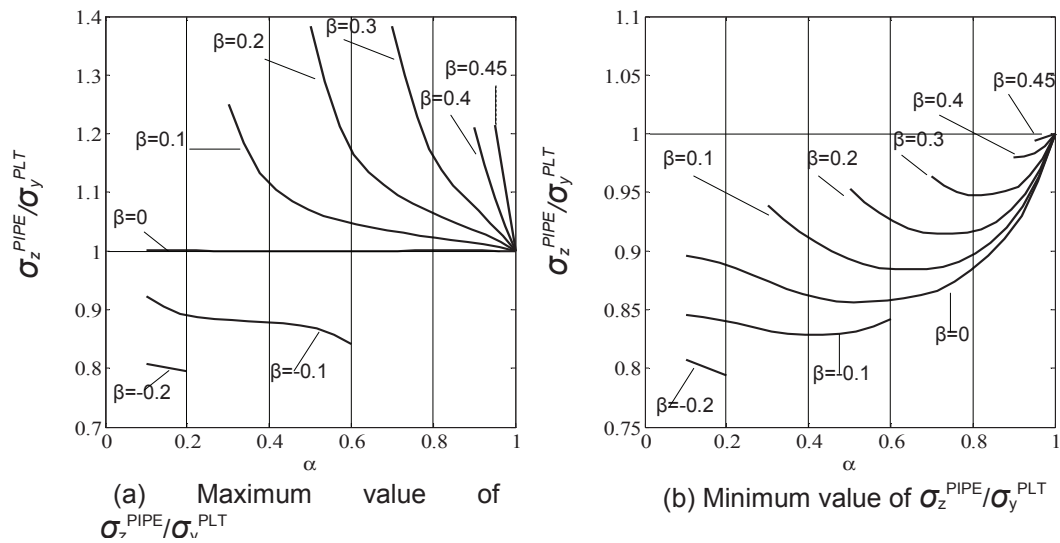 1.4
1.3
1.2
1.1
1
0.9
0.8
0.7
σz^PIPE/σy^PLT
β=0.2
β=0.3
β=0.45
β=0.4
β=0.1
β=0
β=-0.1
β=-0.2
0 0.2 0.4 0.6 0.8 1
α
(a) Maximum value of
σz^PIPE/σy^PLT
1.1
1.05
1
0.95
0.9
0.85
0.8
0.75
σz^PIPE/σy^PLT
β=0.45
β=0.4
β=0.3
β=0.1
β=0.2
β=0
β=-0.1
β=-0.2
0 0.2 0.4 0.6 0.8 1
α
(b) Minimum value of σz^PIPE/σy^PLT